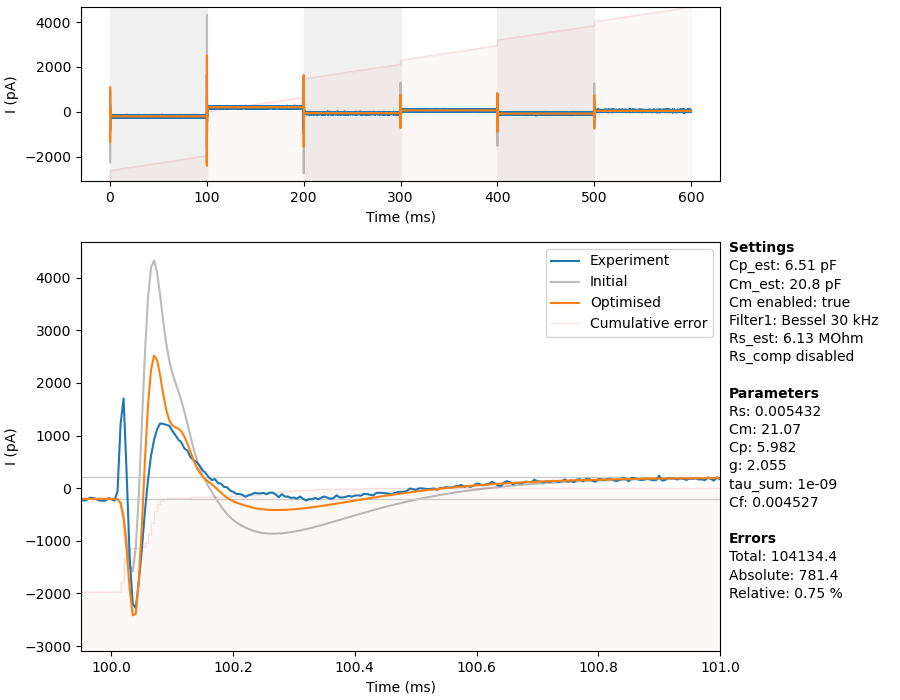 4000
2000
0
−2000
I (pA)
0 100 200 300 400 500 600
Time (ms)
4000
3000
2000
1000
0
−1000
−2000
−3000
I (pA)
Experiment
Initial
Optimised
Cumulative error
100.0 100.2 100.4 100.6 100.8 101.0
Time (ms)
Settings
Cp_est: 6.51 pF
Cm_est: 20.8 pF
Cm enabled: true
Filter1: Bessel 30 kHz
Rs_est: 6.13 MOhm
Rs_comp disabled
Parameters
Rs: 0.005432
Cm: 21.07
Cp: 5.982
g: 2.055
tau_sum: 1e-09
Cf: 0.004527
Errors
Total: 104134.4
Absolute: 781.4
Relative: 0.75 %